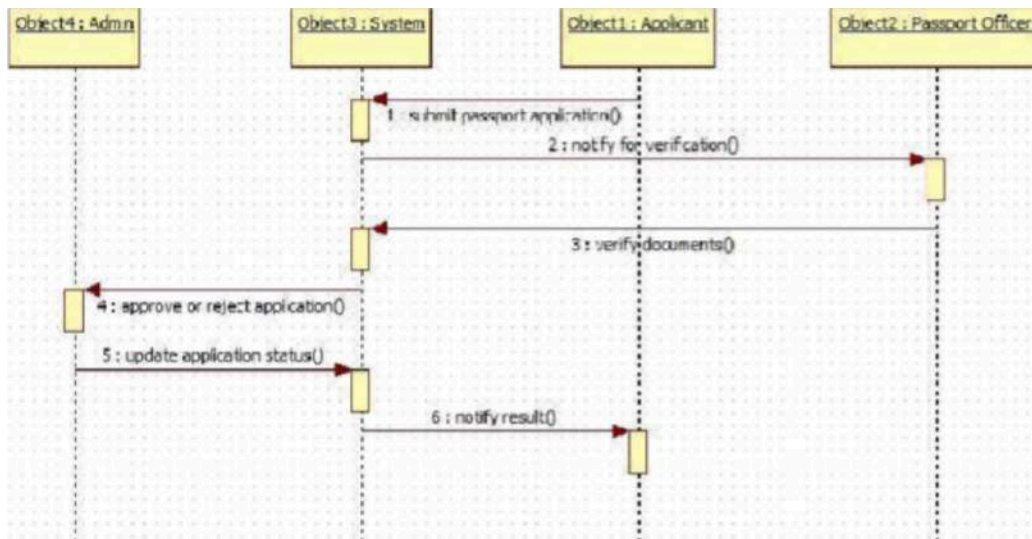 Object4 : Admin
Object3 : System
Object1 : Applicant
Object2 : Passport Officer
1 : submit passport application()
2 : notify for verification()
3 : verify documents()
4 : approve or reject application()
5 : update application status()
6 : notify result()